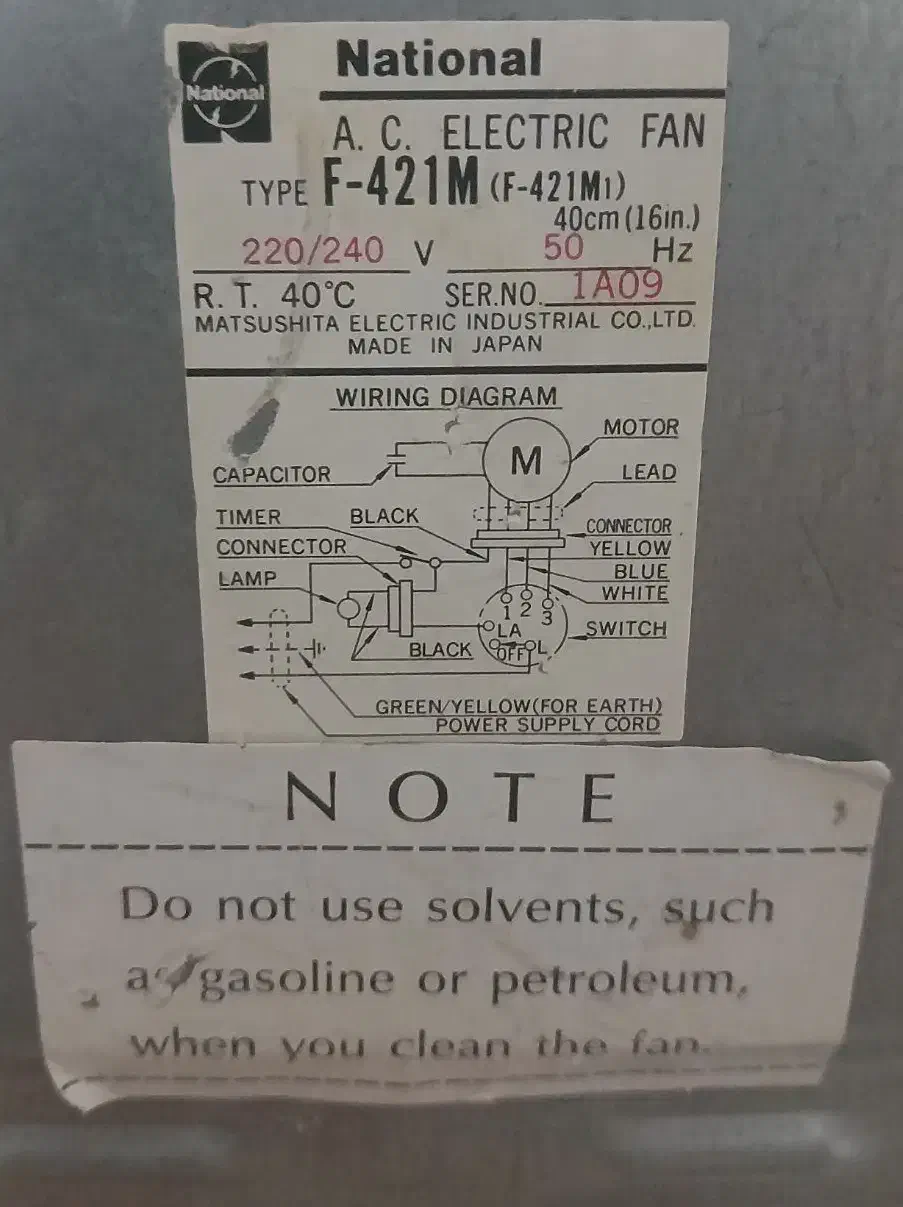 National
National
A. C. ELECTRIC FAN
TYPE F-421M (F-421M1)
40cm (16in.)
220/240 V 50 Hz
R. T. 40°C SER.NO. 1A09
MATSUSHITA ELECTRIC INDUSTRIAL CO.,LTD.
MADE IN JAPAN
WIRING DIAGRAM
MOTOR
M
CAPACITOR
LEAD
TIMER
BLACK
CONNECTOR
CONNECTOR
YELLOW
LAMP
BLUE
WHITE
1 2 3
LA
SWITCH
OFF L
BLACK
GREEN/YELLOW(FOR EARTH)
POWER SUPPLY CORD
NOTE
Do not use solvents, such
as gasoline or petroleum,
when you clean the fan.